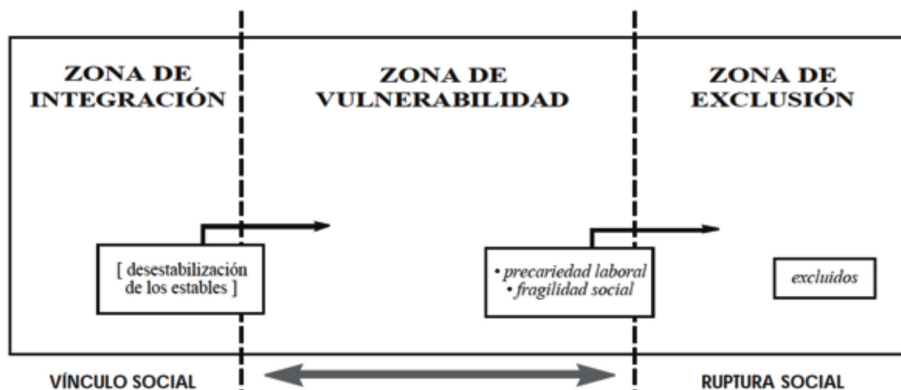 ZONA DE
INTEGRACIÓN
ZONA DE
VULNERABILIDAD
ZONA DE
EXCLUSIÓN
[ desestabilización
de los estables ]
• precariedad laboral
• fragilidad social
excluidos
VÍNCULO SOCIAL
RUPTURA SOCIAL